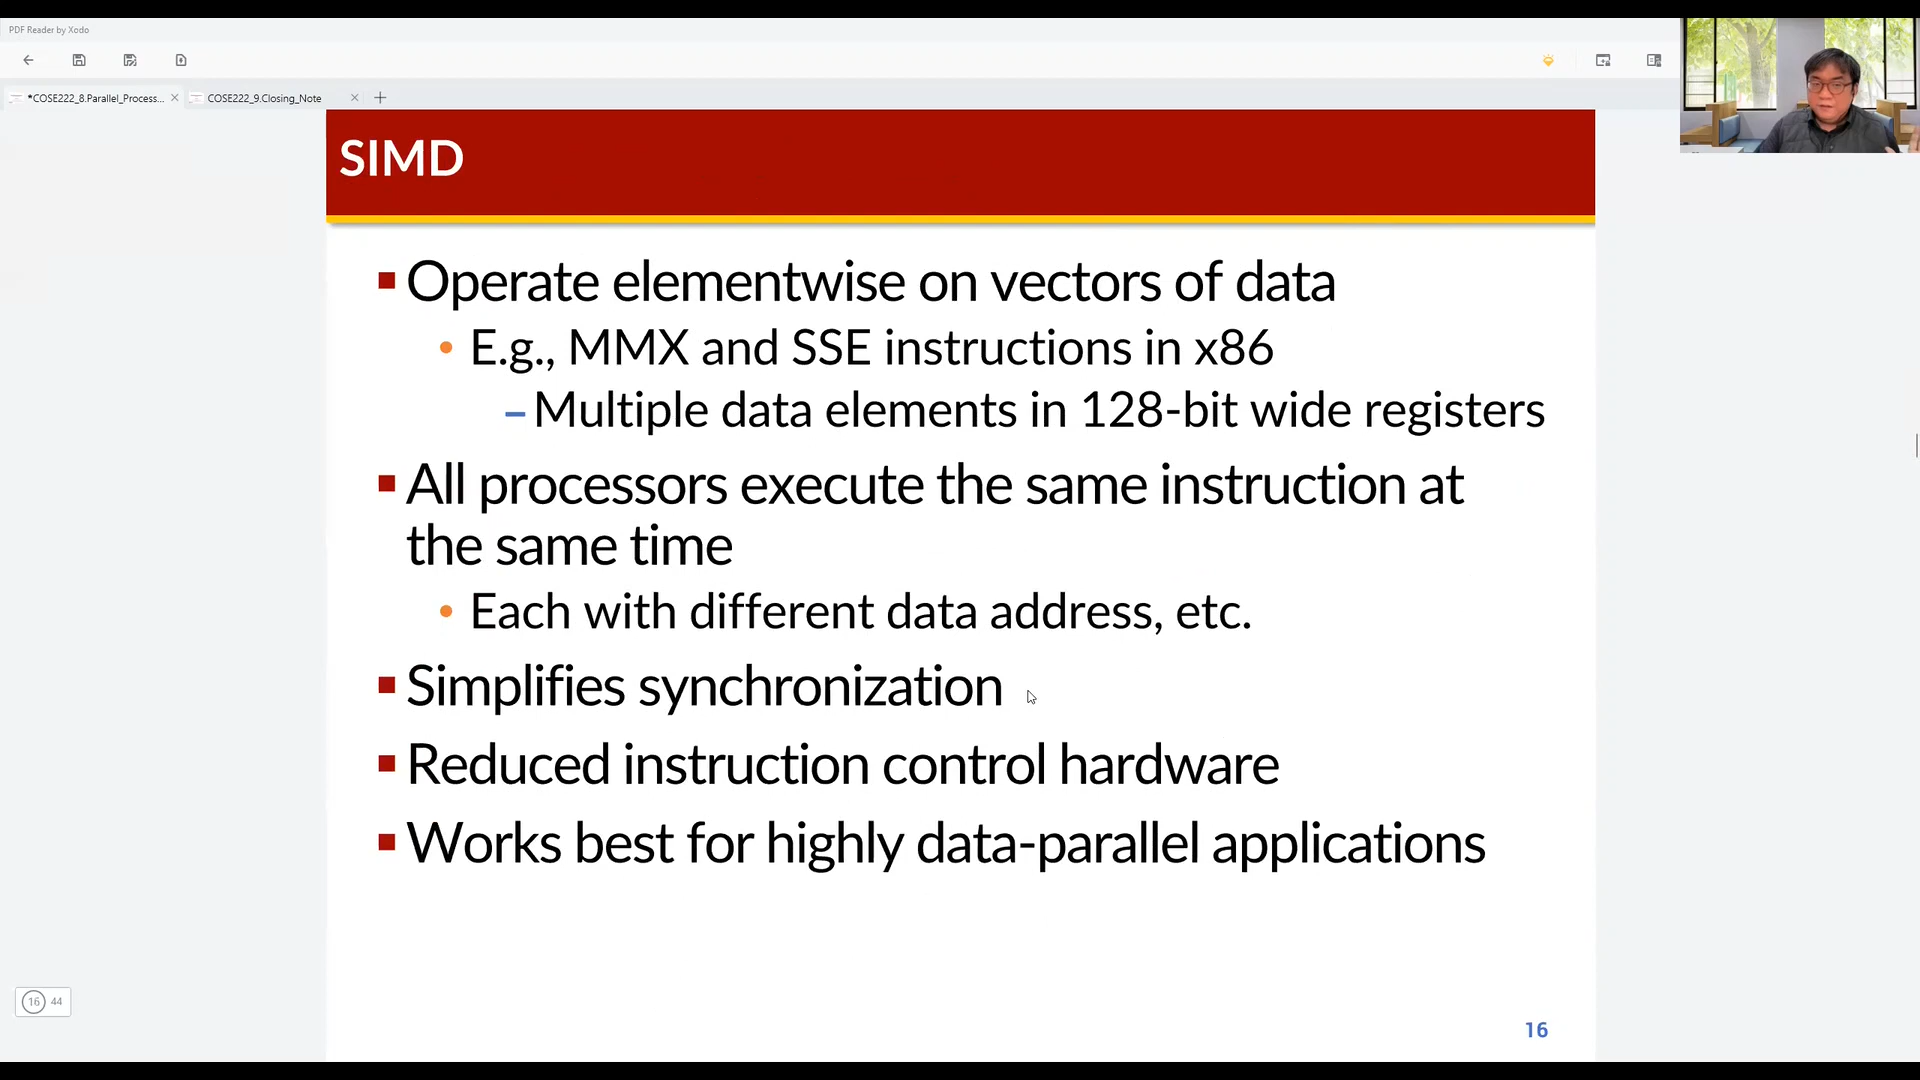 PDF Reader by Xodo
*COSE222_8.Parallel_Process...
COSE222_9.Closing_Note
SIMD
Operate elementwise on vectors of data
E.g., MMX and SSE instructions in x86
Multiple data elements in 128-bit wide registers
All processors execute the same instruction at
the same time
Each with different data address, etc.
Simplifies synchronization
Reduced instruction control hardware
Works best for highly data-parallel applications
16 44
16